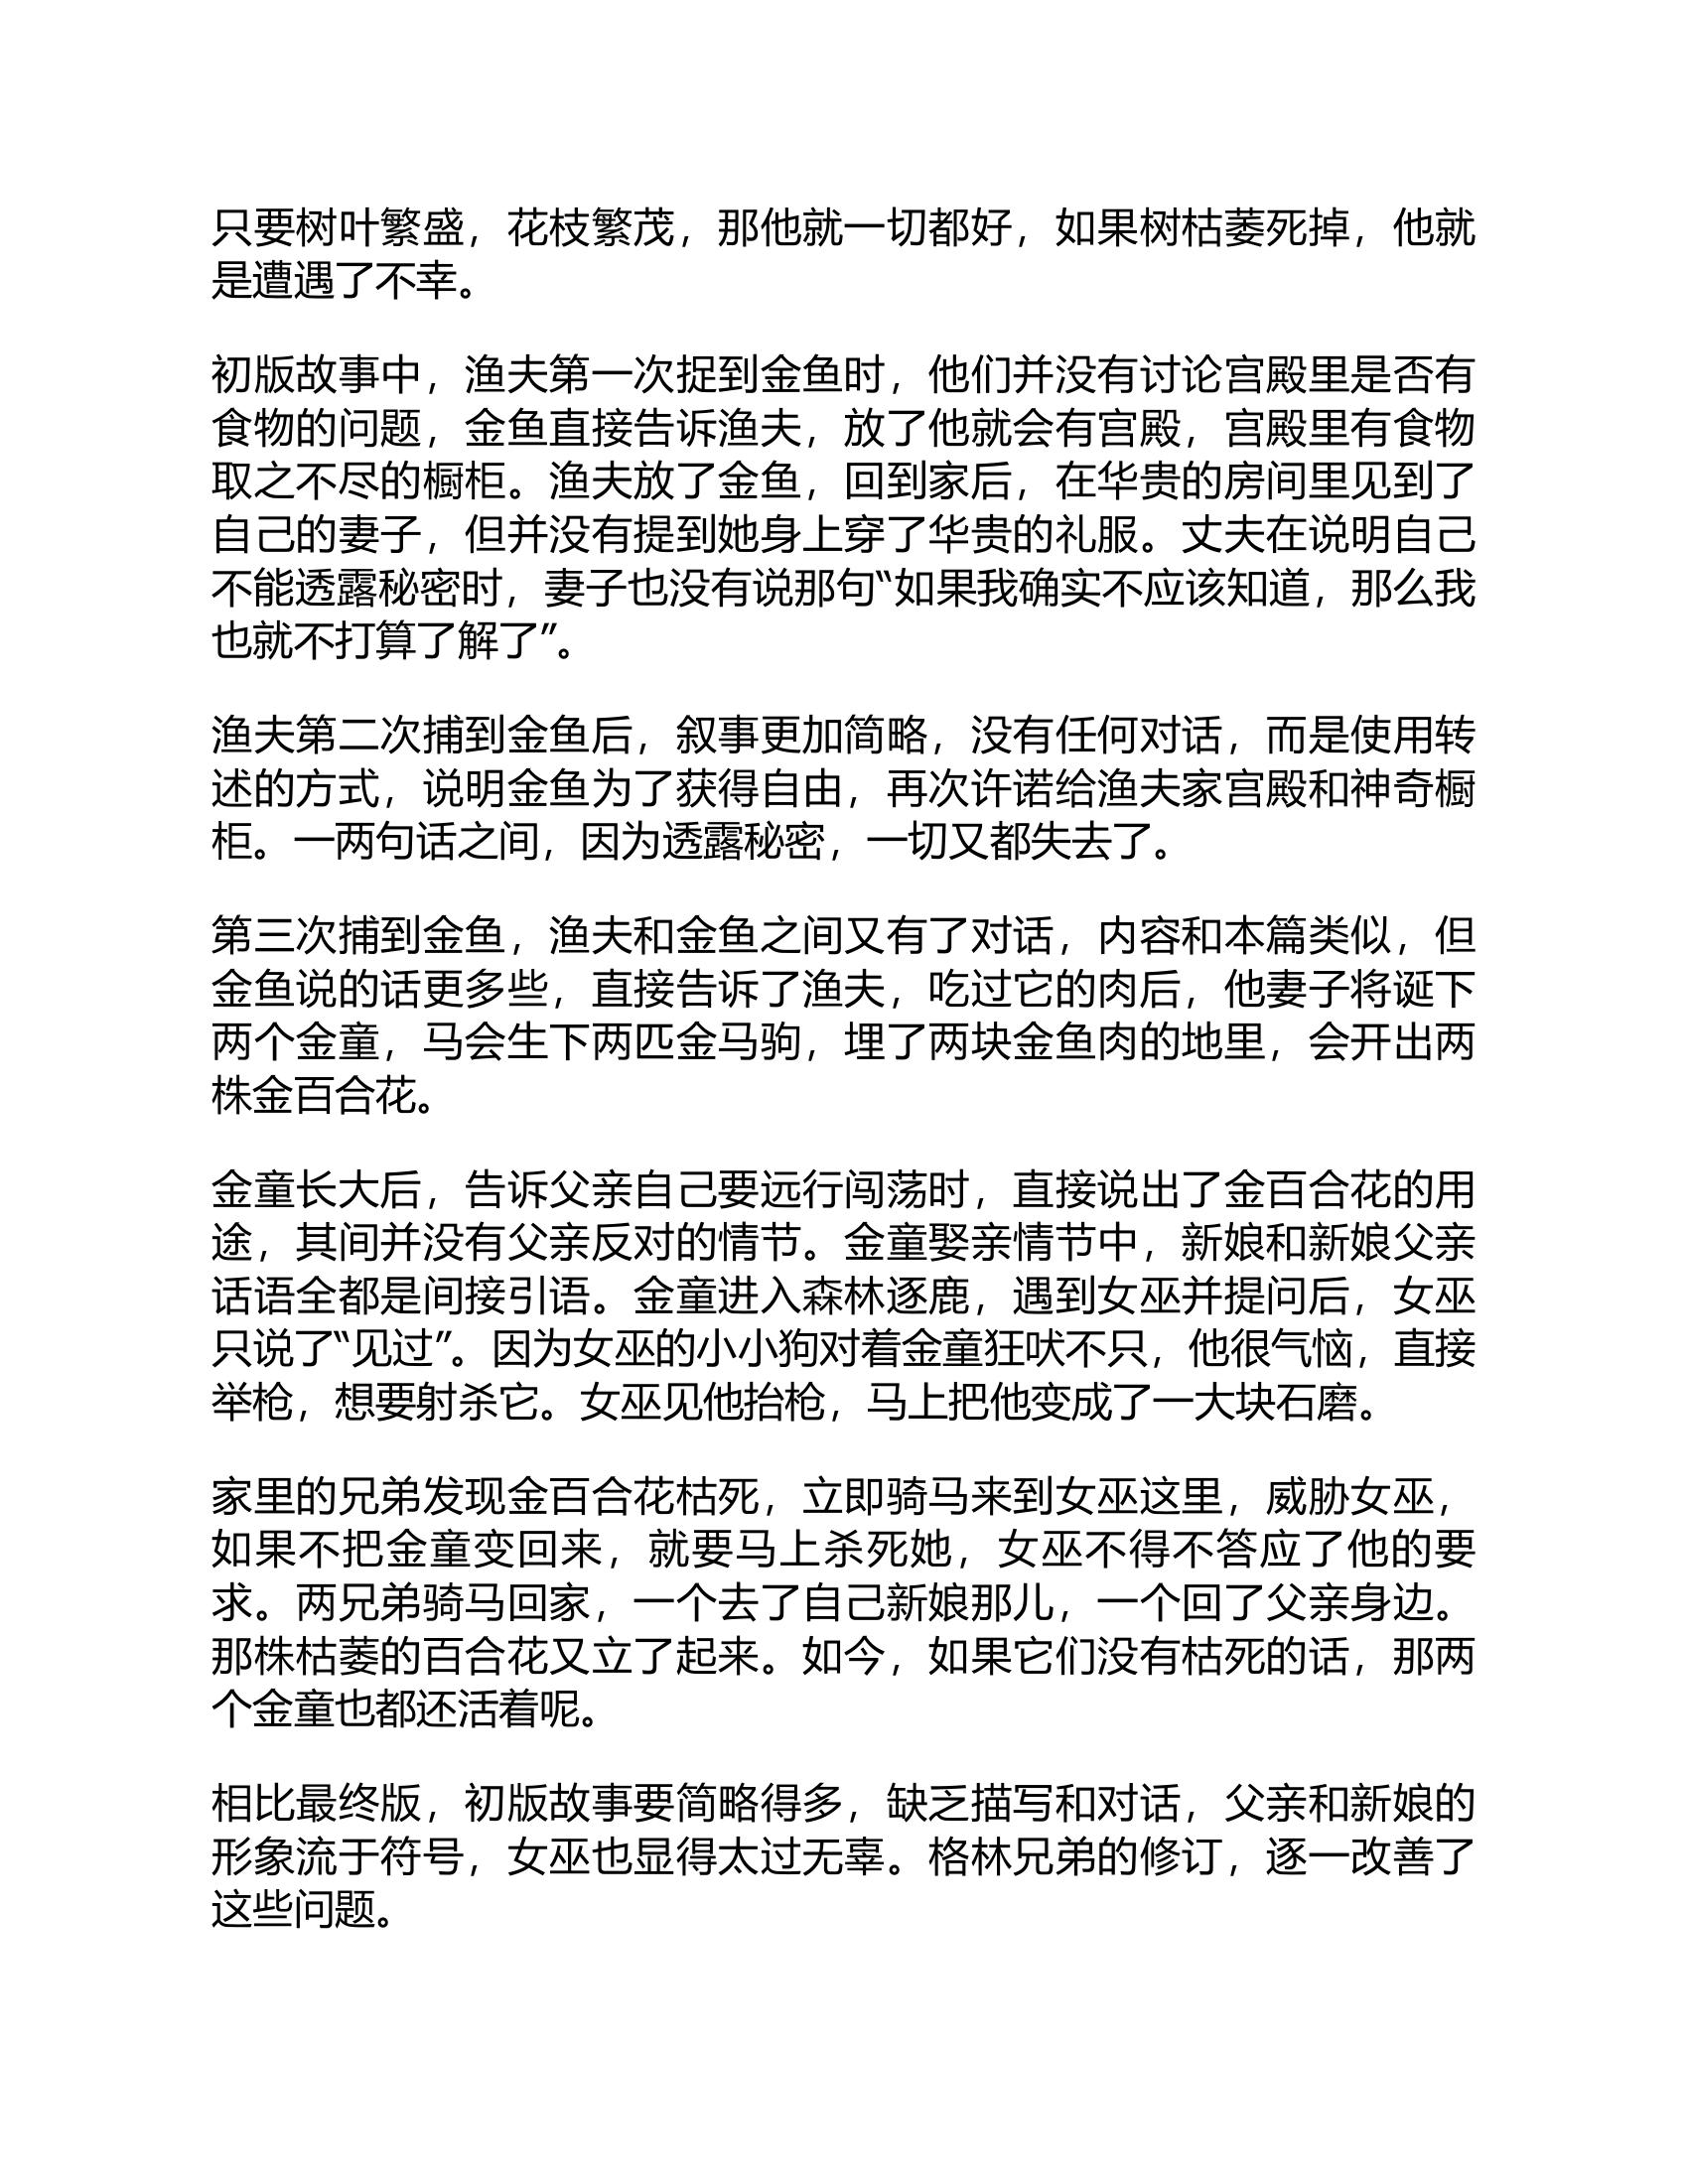 只要树叶繁盛，花枝繁茂，那他就一切都好，如果树枯萎死掉，他就
是遭遇了不幸。
初版故事中，渔夫第一次捉到金鱼时，他们并没有讨论宫殿里是否有
食物的问题，金鱼直接告诉渔夫，放了他就会有宫殿，宫殿里有食物
取之不尽的橱柜。渔夫放了金鱼，回到家后，在华贵的房间里见到了
自己的妻子，但并没有提到她身上穿了华贵的礼服。丈夫在说明自己
不能透露秘密时，妻子也没有说那句“如果我确实不应该知道，那么我
也就不打算了解了”。
渔夫第二次捕到金鱼后，叙事更加简略，没有任何对话，而是使用转
述的方式，说明金鱼为了获得自由，再次许诺给渔夫家宫殿和神奇橱
柜。一两句话之间，因为透露秘密，一切又都失去了。
第三次捕到金鱼，渔夫和金鱼之间又有了对话，内容和本篇类似，但
金鱼说的话更多些，直接告诉了渔夫，吃过它的肉后，他妻子将诞下
两个金童，马会生下两匹金马驹，埋了两块金鱼肉的地里，会开出两
株金百合花。
金童长大后，告诉父亲自己要远行闯荡时，直接说出了金百合花的用
途，其间并没有父亲反对的情节。金童娶亲情节中，新娘和新娘父亲
话语全都是间接引语。金童进入森林逐鹿，遇到女巫并提问后，女巫
只说了“见过”。因为女巫的小小狗对着金童狂吠不只，他很气恼，直接
举枪，想要射杀它。女巫见他抬枪，马上把他变成了一大块石磨。
家里的兄弟发现金百合花枯死，立即骑马来到女巫这里，威胁女巫，
如果不把金童变回来，就要马上杀死她，女巫不得不答应了他的要
求。两兄弟骑马回家，一个去了自己新娘那儿，一个回了父亲身边。
那株枯萎的百合花又立了起来。如今，如果它们没有枯死的话，那两
个金童也都还活着呢。
相比最终版，初版故事要简略得多，缺乏描写和对话，父亲和新娘的
形象流于符号，女巫也显得太过无辜。格林兄弟的修订，逐一改善了
这些问题。